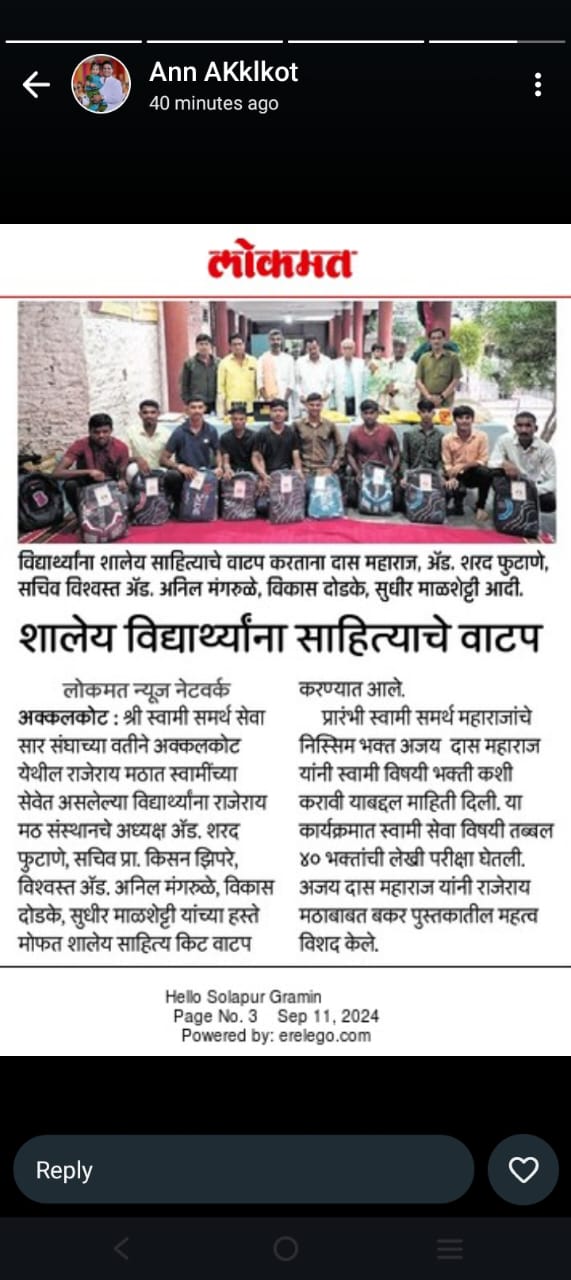 Ann AKklkot
40 minutes ago
लोकमत
विद्यार्थ्यांना शालेय साहित्याचे वाटप करताना दास महाराज, ॲड. शरद फुटाणे,
सचिव विश्वस्त ॲड. अनिल मंगरुळे, विकास दोडके, सुधीर माळशेट्टी आदी.
शालेय विद्यार्थ्यांना साहित्याचे वाटप
लोकमत न्यूज नेटवर्क
अक्कलकोट : श्री स्वामी समर्थ सेवा
सार संघाच्या वतीने अक्कलकोट
येथील राजेराय मठात स्वामींच्या
सेवेत असलेल्या विद्यार्थ्यांना राजेराय
मठ संस्थानचे अध्यक्ष ॲड. शरद
फुटाणे, सचिव प्रा. किसन झिपरे,
विश्वस्त ॲड. अनिल मंगरुळे, विकास
दोडके, सुधीर माळशेट्टी यांच्या हस्ते
मोफत शालेय साहित्य किट वाटप
करण्यात आले.
प्रारंभी स्वामी समर्थ महाराजांचे
निस्सिम भक्त अजय दास महाराज
यांनी स्वामी विषयी भक्ती कशी
करावी याबद्दल माहिती दिली. या
कार्यक्रमात स्वामी सेवा विषयी तब्बल
४० भक्तांची लेखी परीक्षा घेतली.
अजय दास महाराज यांनी राजेराय
मठाबाबत बकर पुस्तकातील महत्व
विशद केले.
Hello Solapur Gramin
Page No. 3 Sep 11, 2024
Powered by: erelego.com
Reply